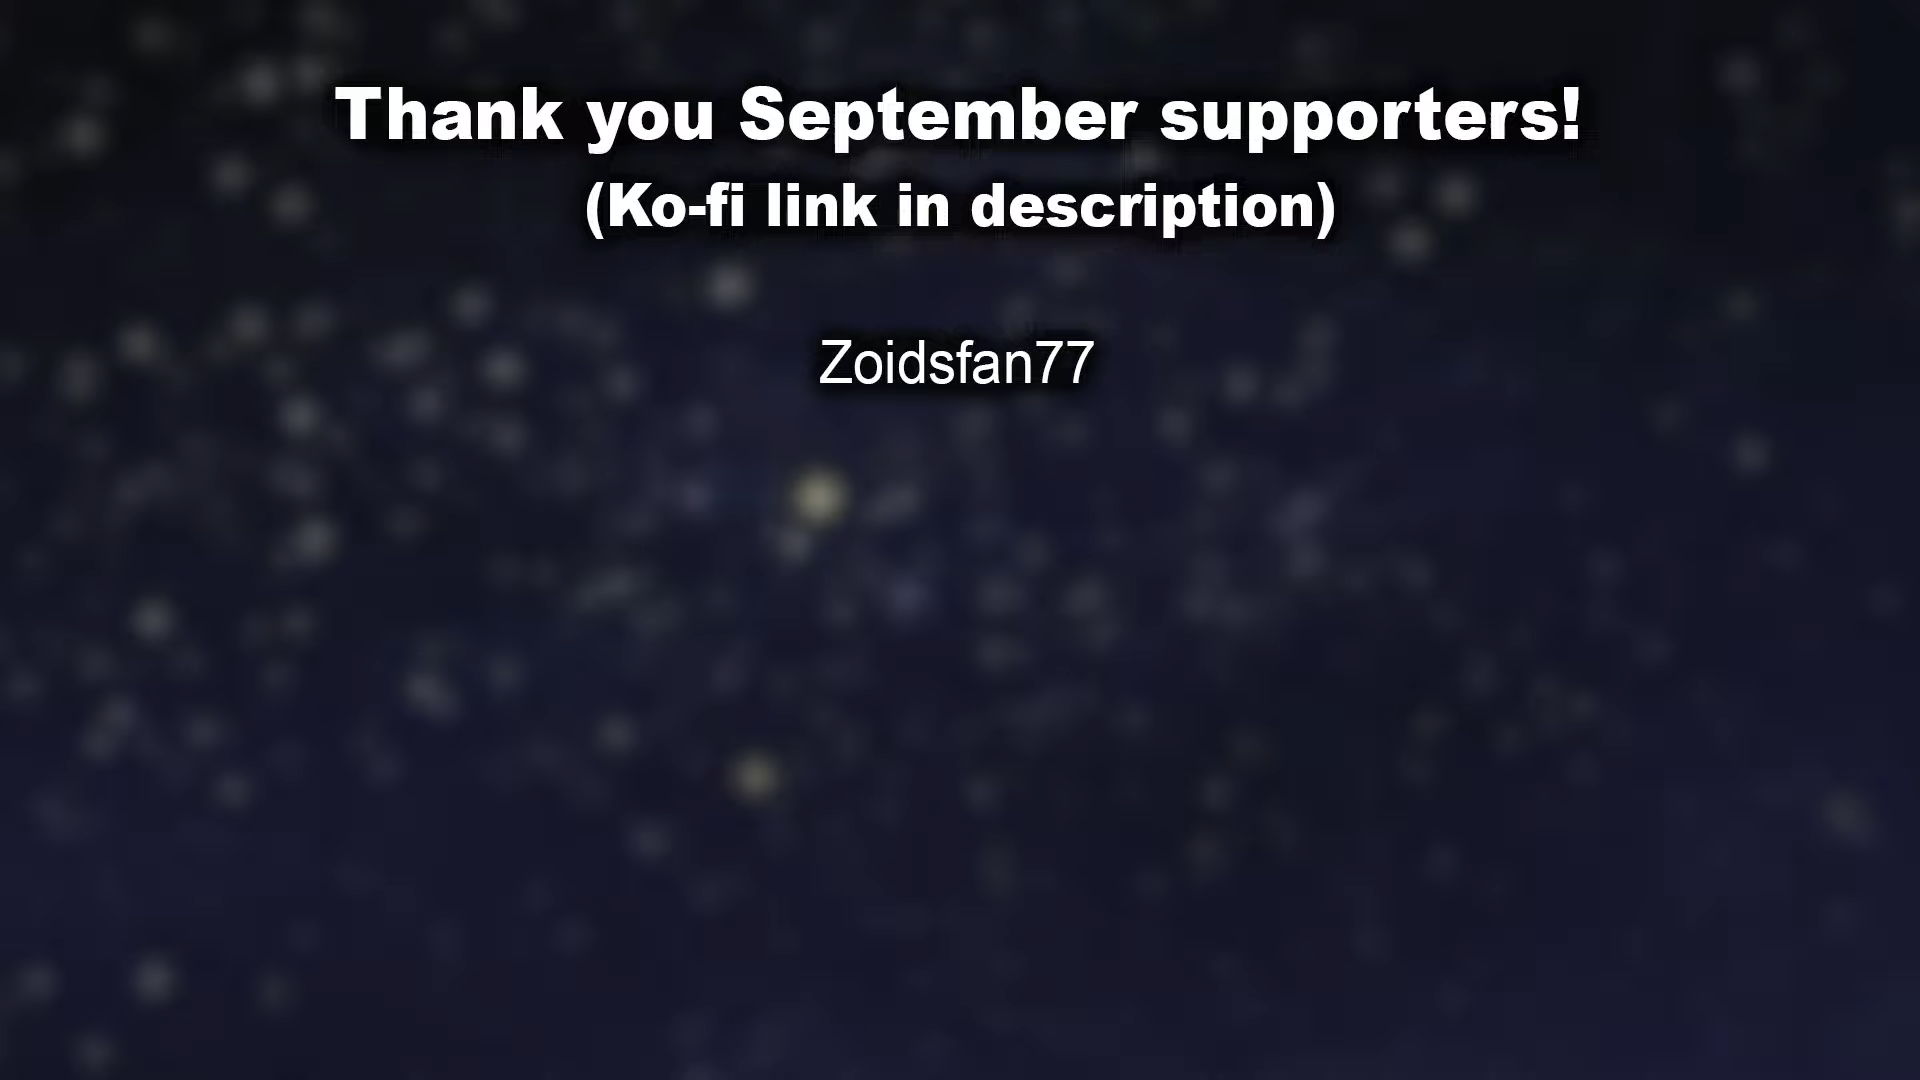 Thank you September supporters!
(Ko-fi link in description)
Zoidsfan77